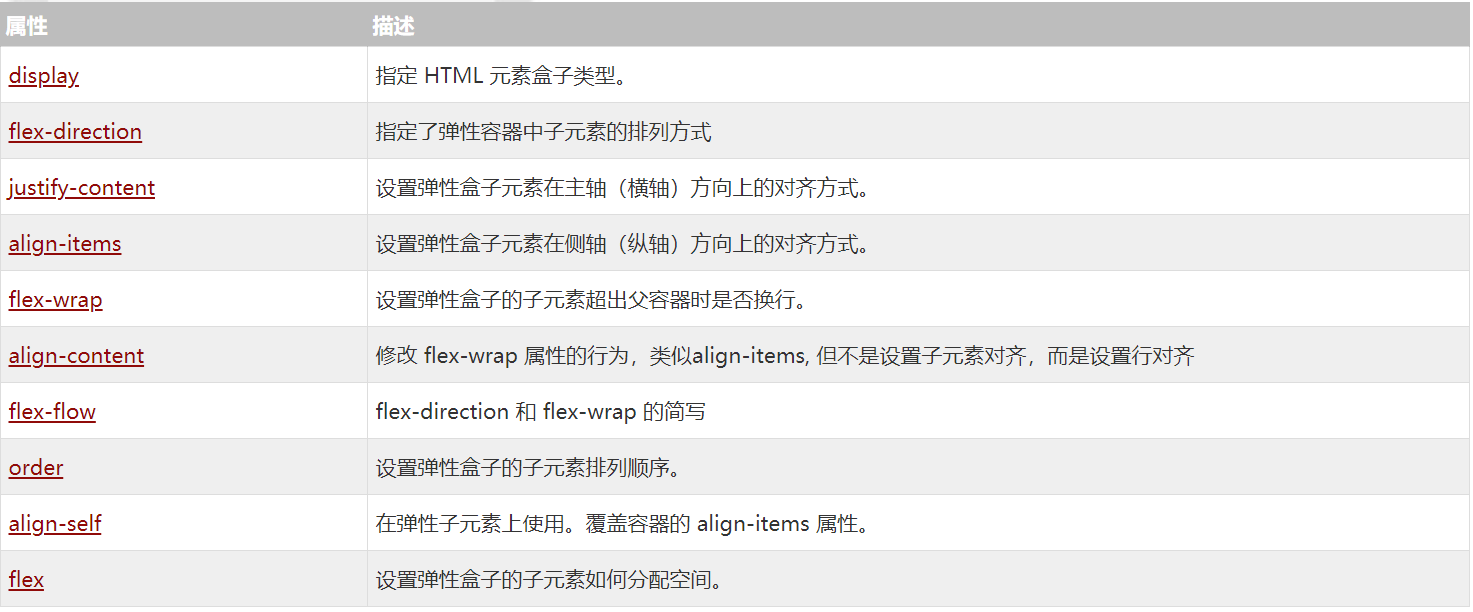 属性 描述
display 指定 HTML 元素盒子类型。
flex-direction 指定了弹性容器中子元素的排列方式
justify-content 设置弹性盒子元素在主轴（横轴）方向上的对齐方式。
align-items 设置弹性盒子元素在侧轴（纵轴）方向上的对齐方式。
flex-wrap 设置弹性盒子的子元素超出父容器时是否换行。
align-content 修改 flex-wrap 属性的行为，类似align-items, 但不是设置子元素对齐，而是设置行对齐
flex-flow flex-direction 和 flex-wrap 的简写
order 设置弹性盒子的子元素排列顺序。
align-self 在弹性子元素上使用。覆盖容器的 align-items 属性。
flex 设置弹性盒子的子元素如何分配空间。